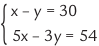 x – y = 30
5x – 3y = 54